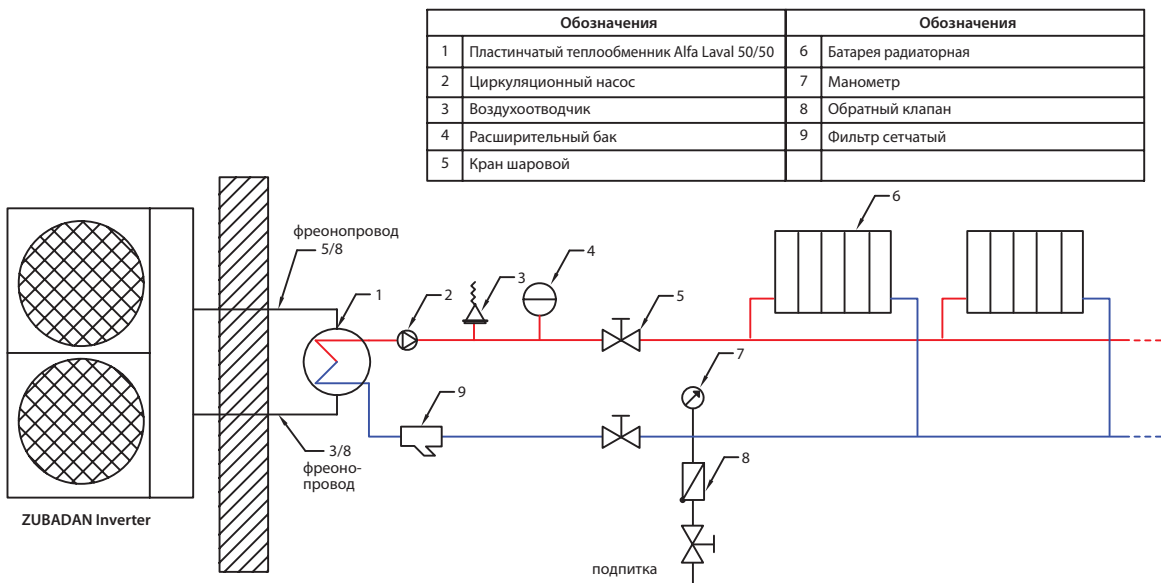 Обозначения Обозначения
1 Пластинчатый теплообменник Alfa Laval 50/50 6 Батарея радиаторная
2 Циркуляционный насос 7 Манометр
3 Воздухоотводчик 8 Обратный клапан
4 Расширительный бак 9 Фильтр сетчатый
5 Кран шаровой
6
фреонопровод
5/8
4
3
1
2
5
7
9
3/8
фреоно-
провод
8
ZUBADAN Inverter
подпитка